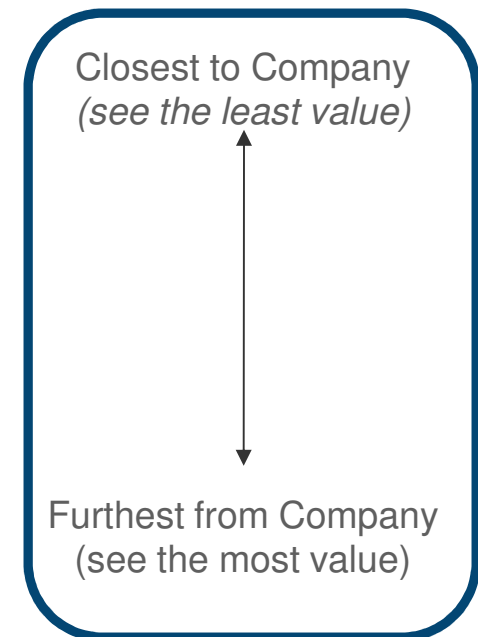 Closest to Company
(see the least value)
Furthest from Company
(see the most value)